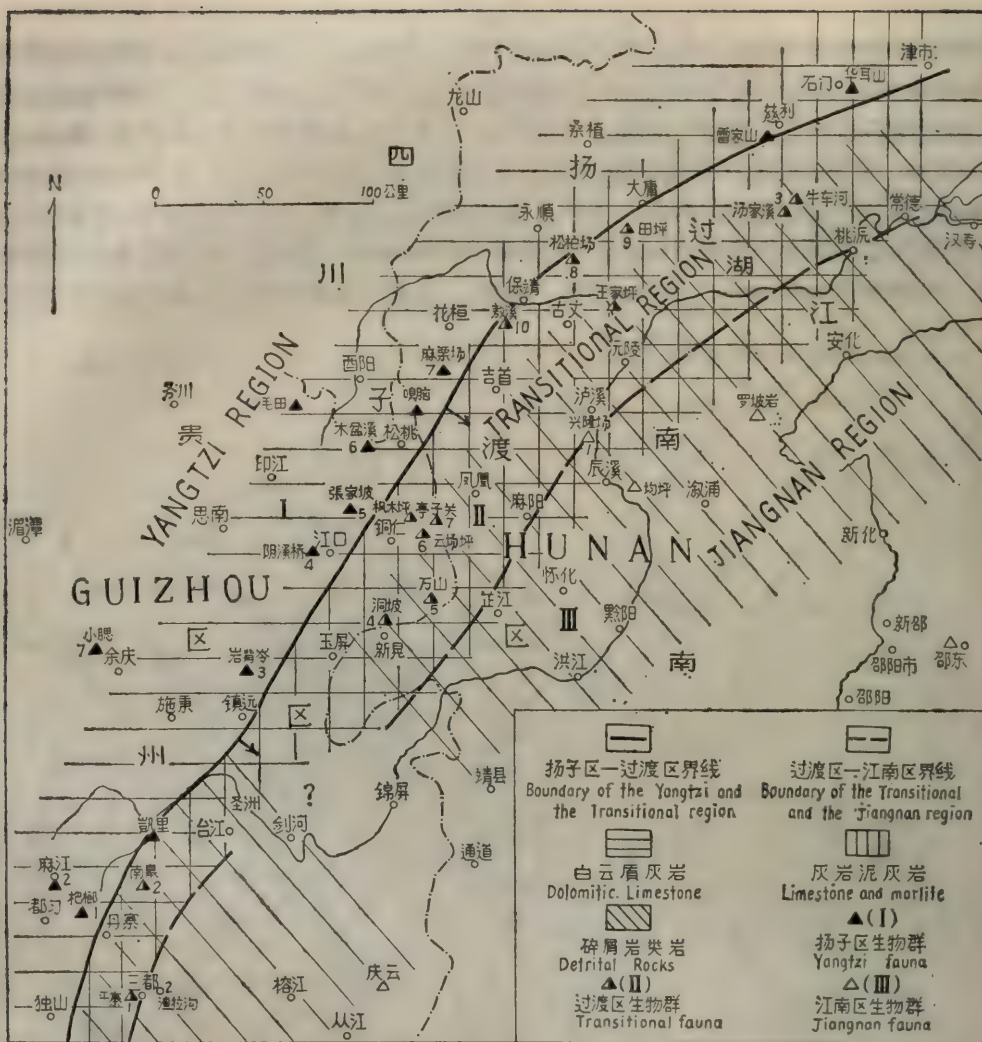 津市
石门
华耳山
龙山
慈利
桑植
雷家山
四
扬
N
0 50 100公里
大庸
3
牛车河
汤家溪
常德
永順
田坪
9
过
桃沅
汉寿
松柏场
8
湖
川
保靖
王家坪
江
花桓
10
古丈
安化
YANGTZI REGION
TRANSITIONAL REGION
麻栗场
7
沅陵
酉阳
吉首
子
泸溪
罗坡岩
毛田
嗅脑
贵
木盆溪
6
松桃
渡
兴隆场
南
印江
辰溪
JIANGNAN REGION
凤凰
均坪
溆浦
張家坡
5
I
枫木坪
亭子关
7
II
麻阳
思南
銅仁
湄潭
云场坪
6
新化
阴溪桥
4
江口
HUNAN
怀化
GUIZHOU
万山
5
洞坡
4
芷江
III
黔阳
新邵
小腮
7
区
玉屏
新晃
区
余庆
岩背岺
3
洪江
南
邵阳市
邵东
邵阳
施秉
镇远
区
州
靖县
?
錦屏
台江
剑河
凯里
通道
麻江
2
南皋
2
杷榔
1
都匀
丹寨
三都
2
渔拉沟
1
庆云
独山
榕江
从江
扬子区—过渡区界线
Boundary of the Yangtzi and
the Transitional region
过渡区—江南区界线
Boundary of the Transitional
and the Jiangnan region
白云盾灰岩
Dolomitic. Limestone
灰岩泥灰岩
Limestone and marlite
碎屑岩类岩
Detrital Rocks
▲(I)
扬子区生物群
Yangtzi fauna
(II)
过渡区生物群
Transitional fauna
△(III)
江南区生物群
Jiangnan fauna